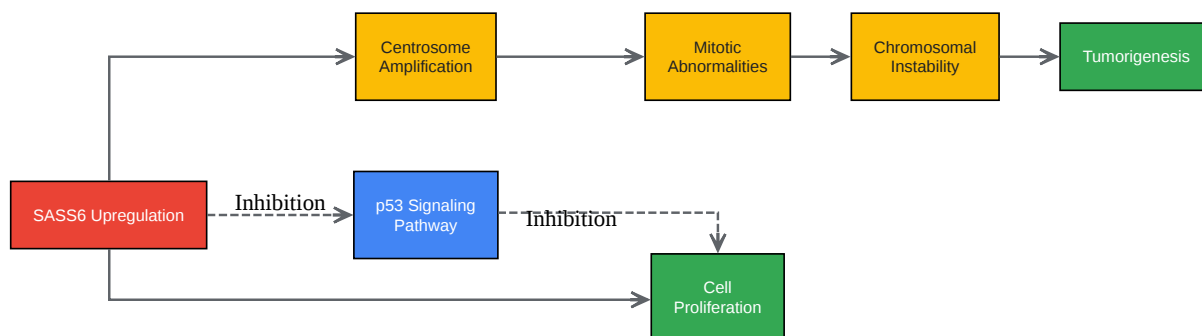 Centrosome
Amplification
Mitotic
Abnormalities
Chromosomal
Instability
Tumorigenesis
SASS6 Upregulation
Inhibition
p53 Signaling
Pathway
Inhibition
Cell
Proliferation